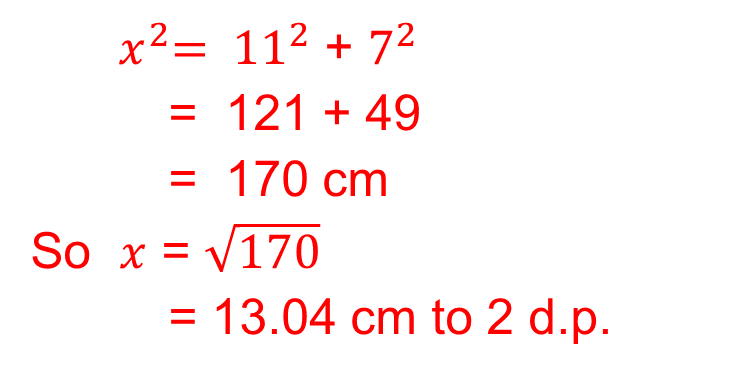 x²= 11² + 7²
= 121 + 49
= 170 cm
So x = √170
= 13.04 cm to 2 d.p.